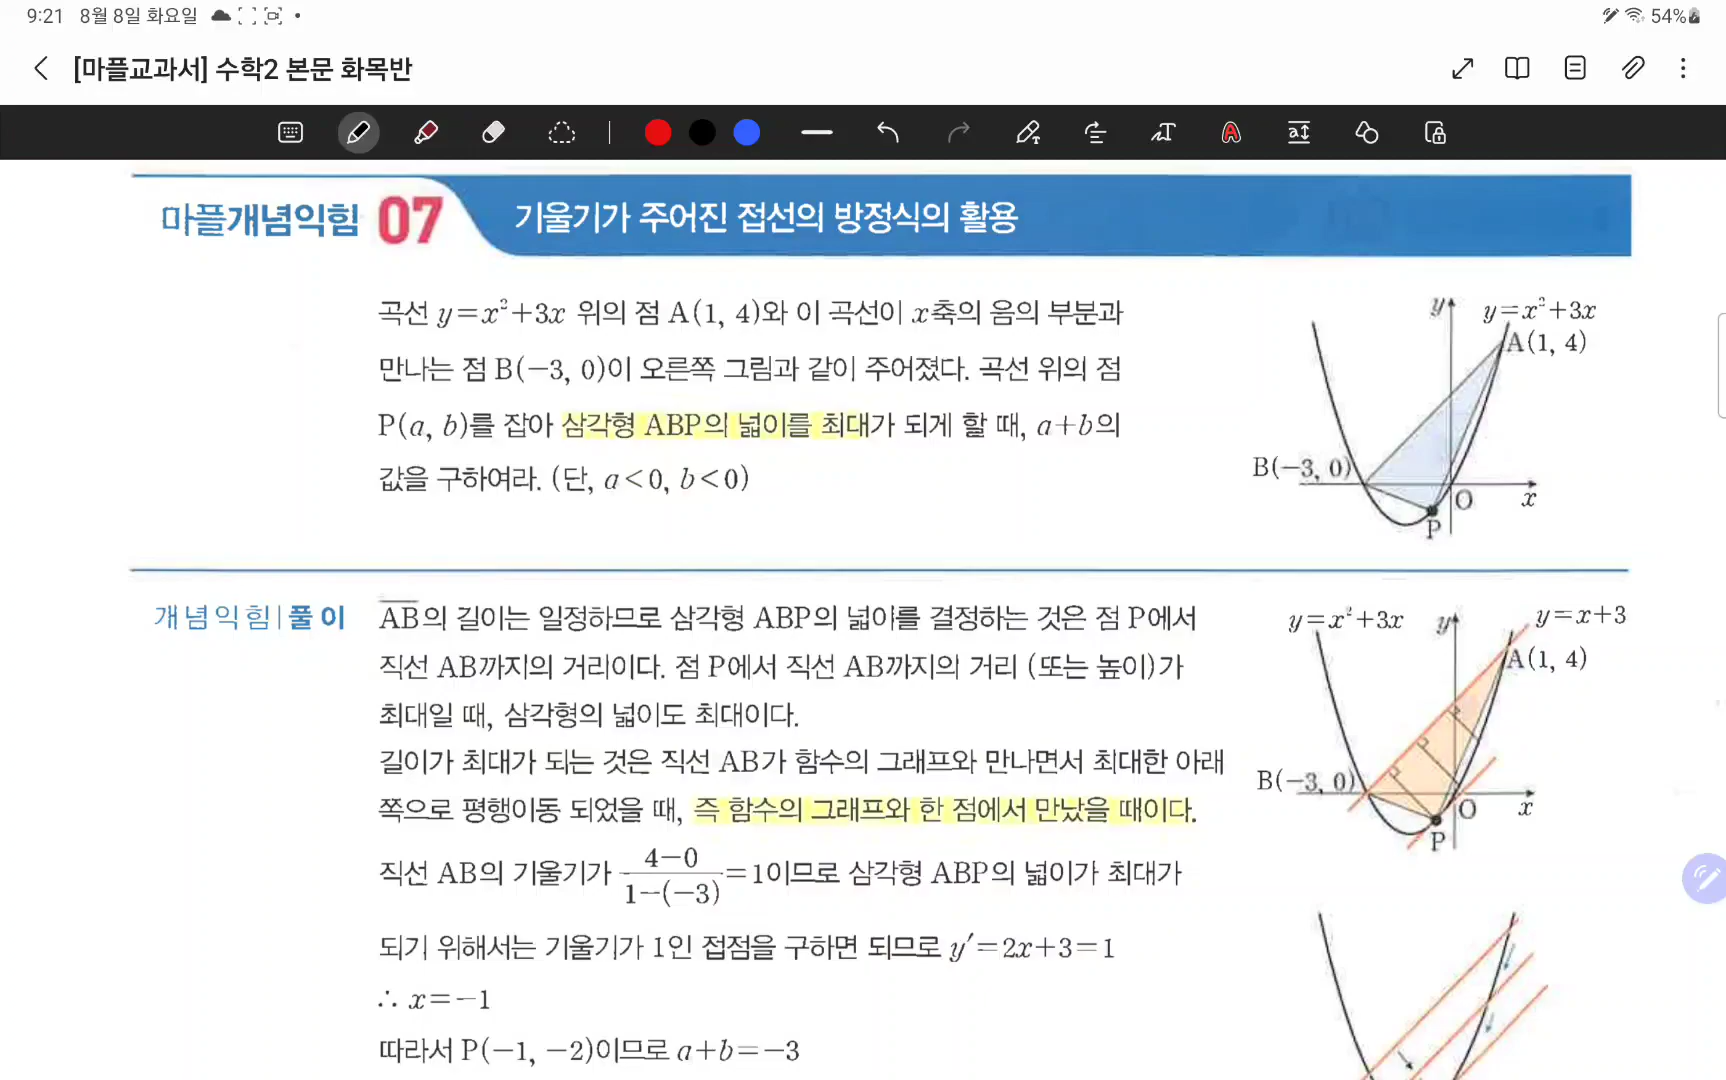 9:21 8월 8일 화요일
54%
[마플교과서] 수학2 본문 화목반
마플개념익힘 07 기울기가 주어진 접선의 방정식의 활용
곡선 y=x²+3x 위의 점 A(1, 4)와 이 곡선이 x축의 음의 부분과
만나는 점 B(−3, 0)이 오른쪽 그림과 같이 주어졌다. 곡선 위의 점
P(a, b)를 잡아 삼각형 ABP의 넓이를 최대가 되게 할 때, a+b의
값을 구하여라. (단, a<0, b<0)
y
y=x²+3x
A(1, 4)
B(−3, 0)
O
x
P
개념익힘|풀이
AB의 길이는 일정하므로 삼각형 ABP의 넓이를 결정하는 것은 점 P에서
직선 AB까지의 거리이다. 점 P에서 직선 AB까지의 거리 (또는 높이)가
최대일 때, 삼각형의 넓이도 최대이다.
길이가 최대가 되는 것은 직선 AB가 함수의 그래프와 만나면서 최대한 아래
쪽으로 평행이동 되었을 때, 즉 함수의 그래프와 한 점에서 만났을 때이다.
직선 AB의 기울기가 4−0/1−(−3)=1이므로 삼각형 ABP의 넓이가 최대가
되기 위해서는 기울기가 1인 접점을 구하면 되므로 y′=2x+3=1
∴ x=−1
따라서 P(−1, −2)이므로 a+b=−3
y=x²+3x
y
y=x+3
A(1, 4)
B(−3, 0)
O
x
P